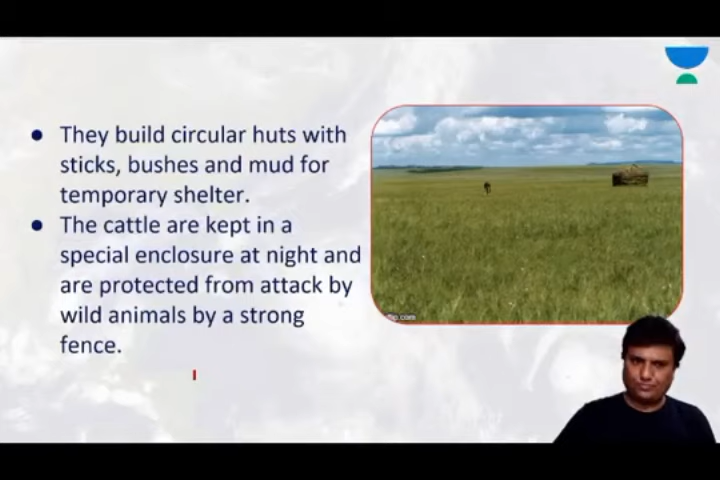 ● They build circular huts with
sticks, bushes and mud for
temporary shelter.
● The cattle are kept in a
special enclosure at night and
are protected from attack by
wild animals by a strong
fence.